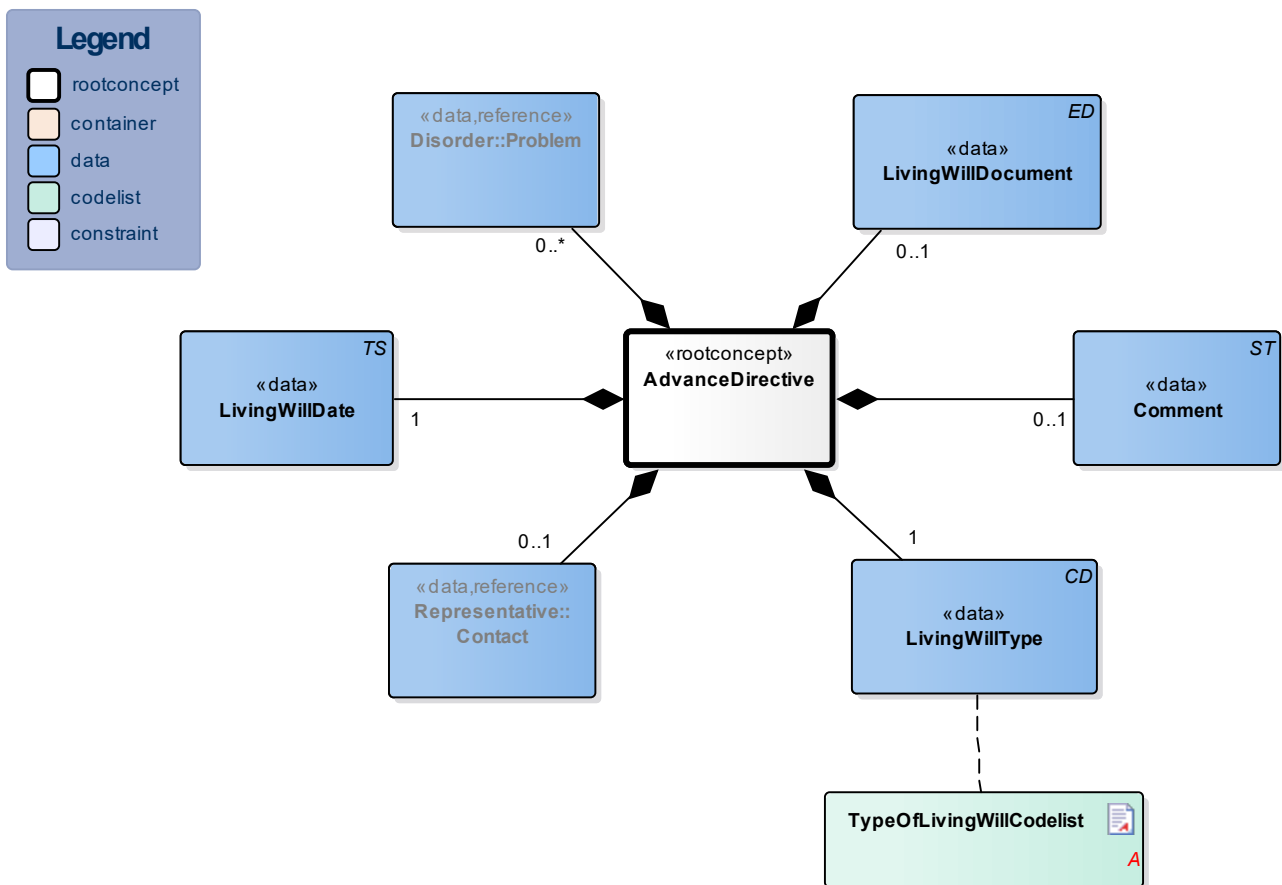 Legend
rootconcept
container
data
codelist
constraint
«data,reference»
Disorder::Problem
0..*
ED
«data»
LivingWillDocument
0..1
TS
«data»
LivingWillDate
1
«rootconcept»
AdvanceDirective
ST
«data»
Comment
0..1
0..1
«data,reference»
Representative::
Contact
1
CD
«data»
LivingWillType
TypeOfLivingWillCodelist
A